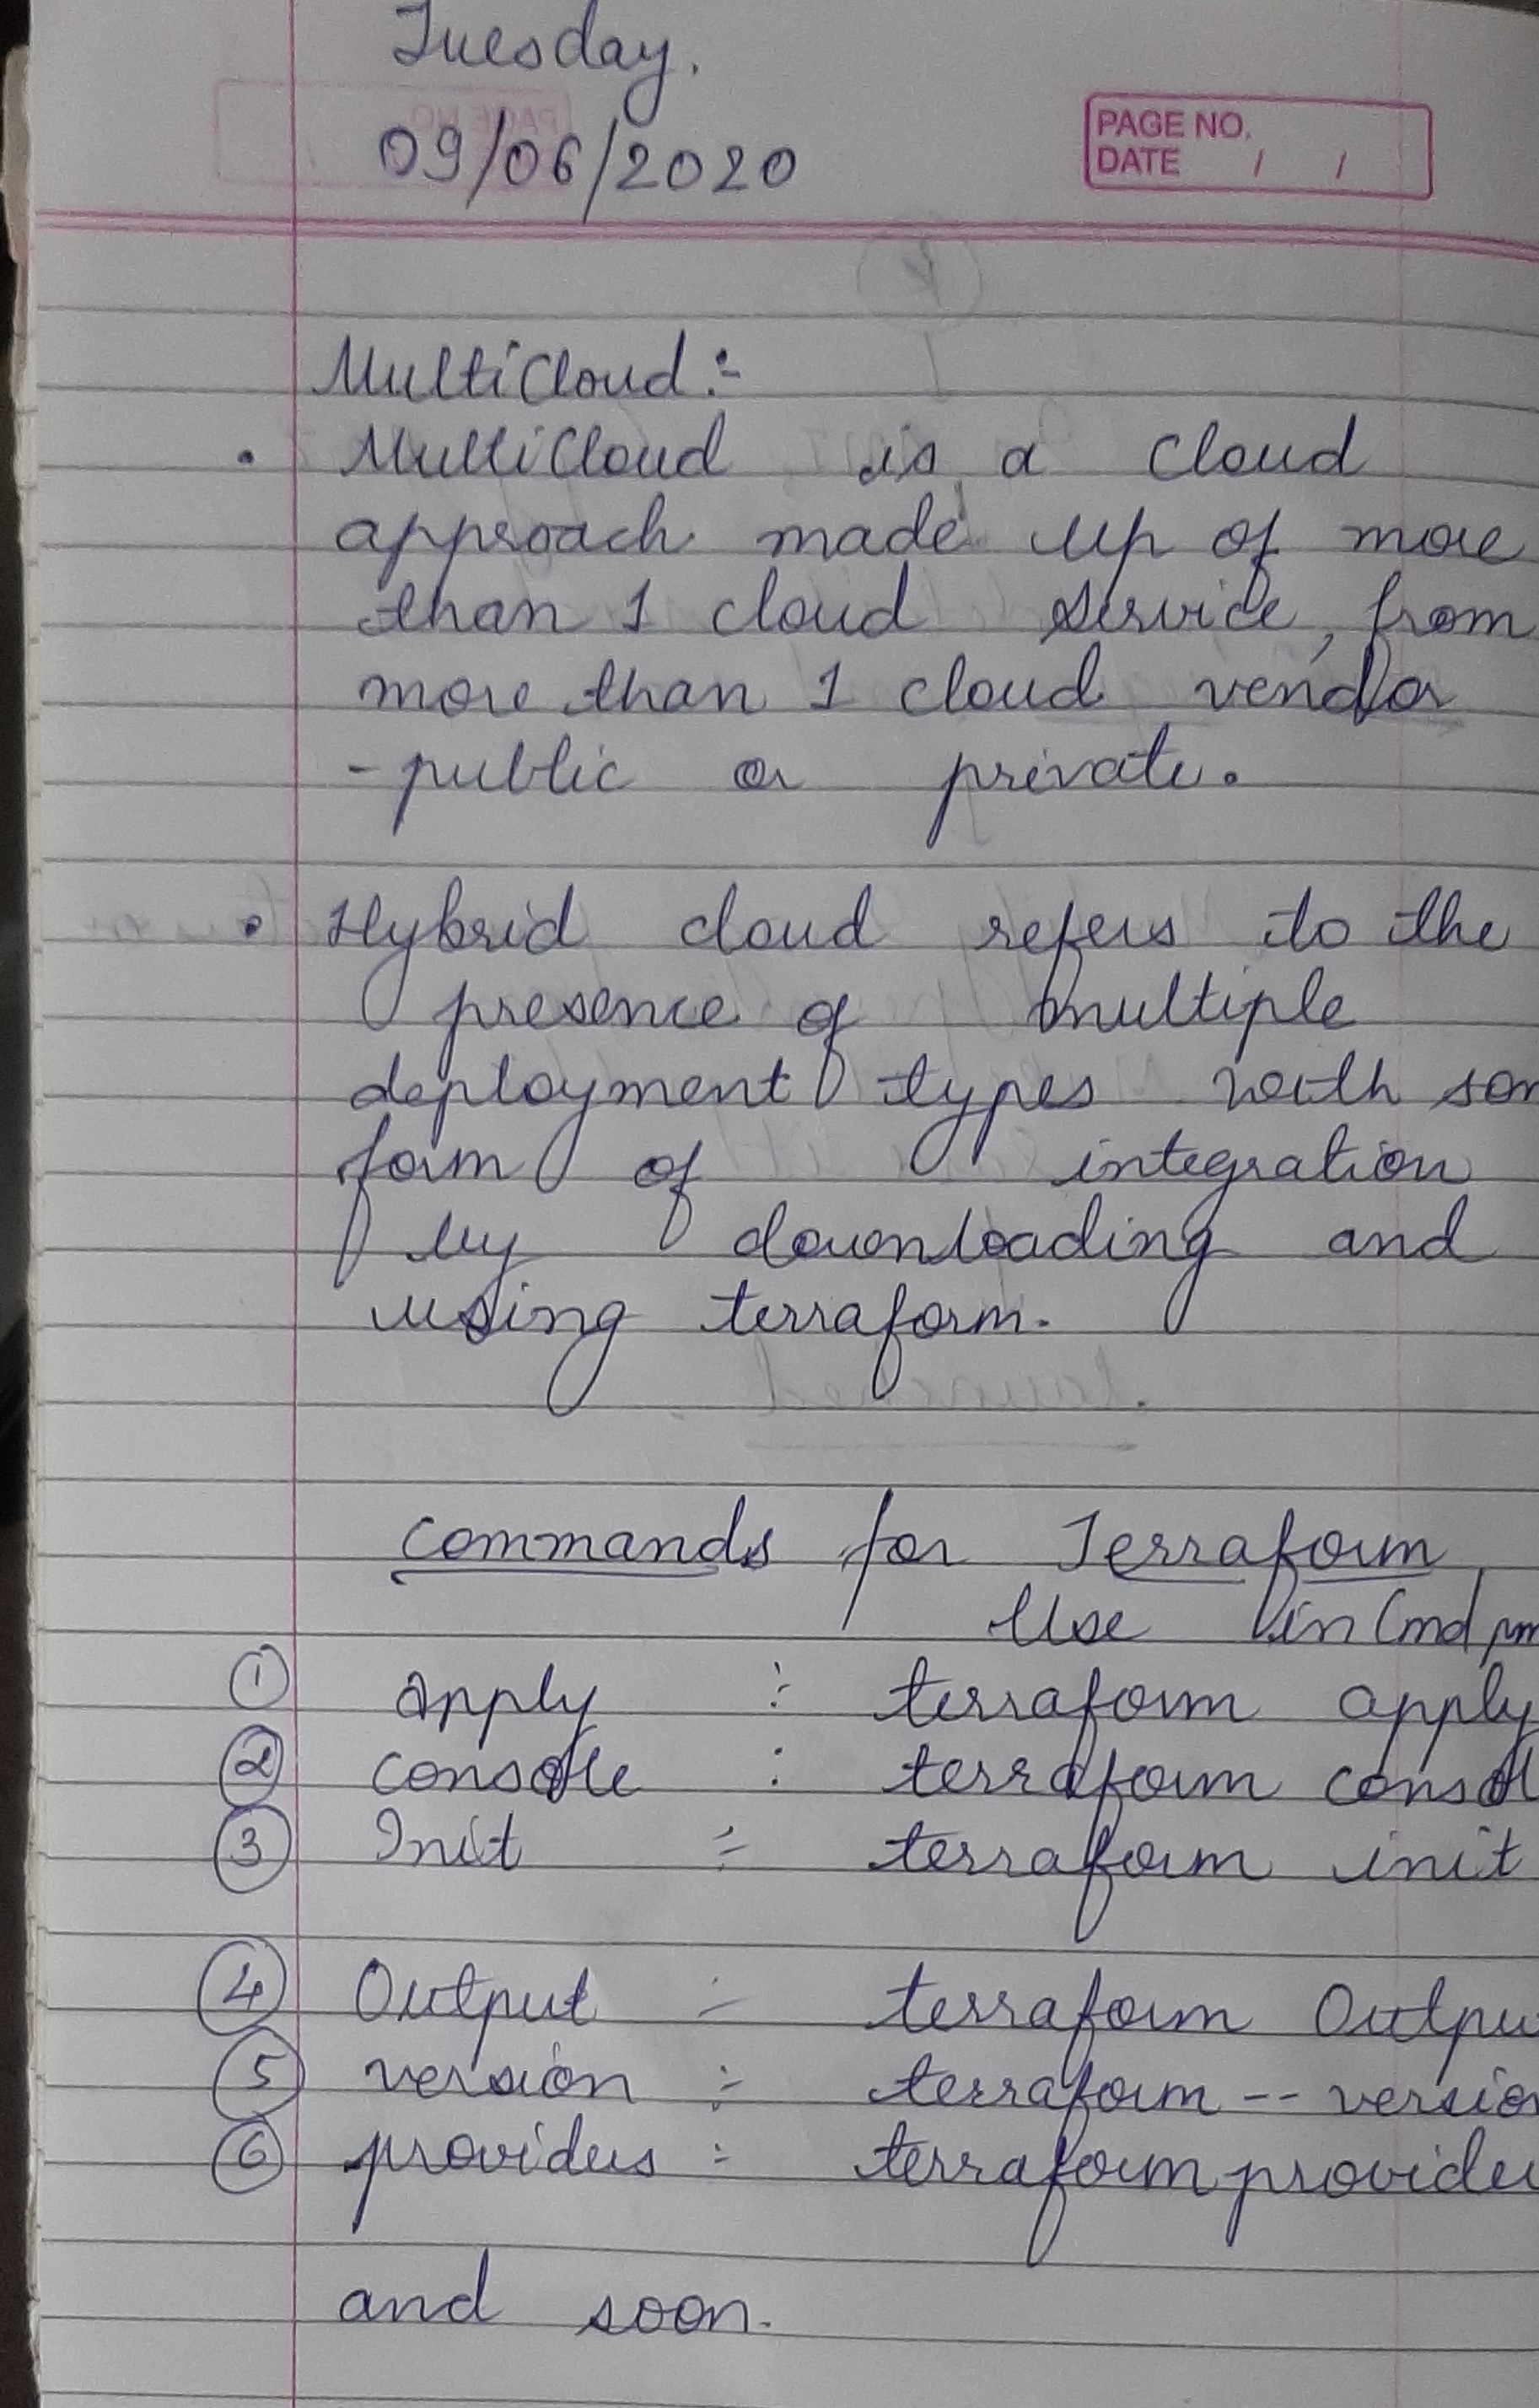 Tuesday.
09/06/2020
PAGE NO.
DATE / /
MultiCloud :-
• MultiCloud is a cloud
approach made up of more
than 1 cloud service, from
more than 1 cloud vendor
- public or private.
• Hybrid cloud refers to the
presence of multiple
deployment types with som
form of integration
by downloading and
using terraform.
Commands for Terraform
Use in Cmd
① apply : terraform apply
② console : terraform consol
③ Init :- terraform init
④ Output - terraform Outpu
⑤ version :- terraform -- version
⑥ providers :- terraform provider
and soon.